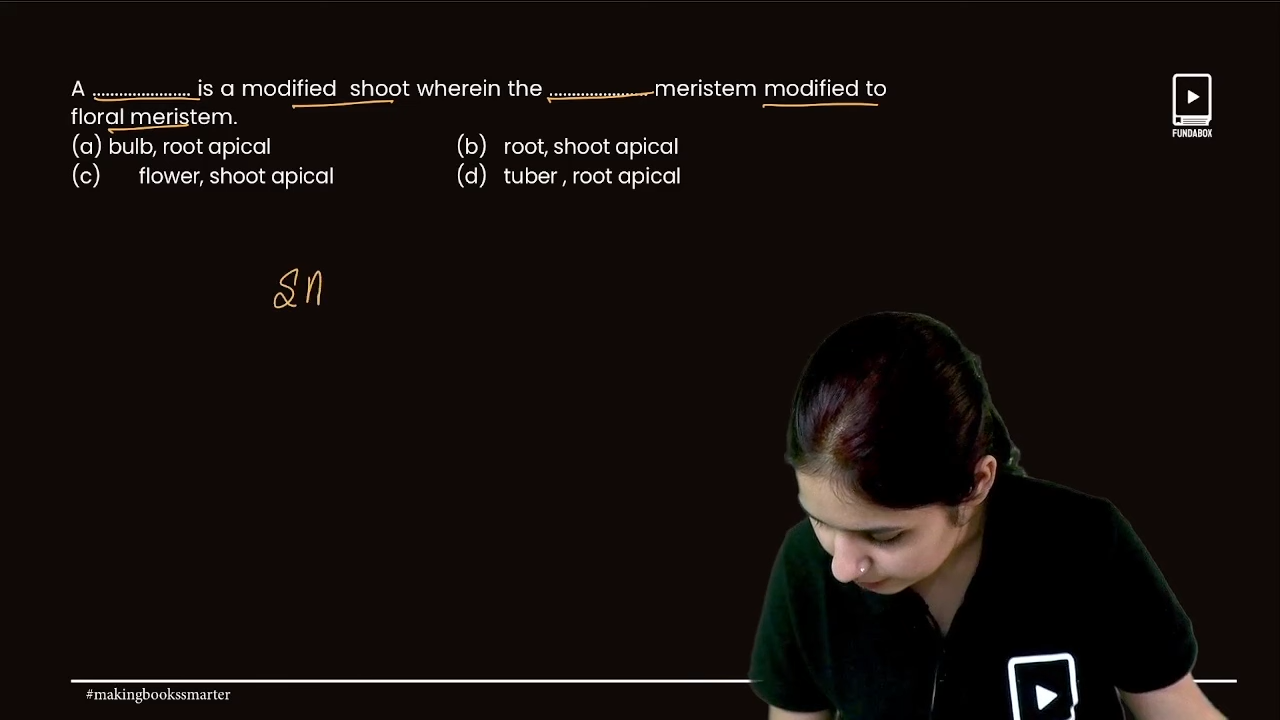 A ...................... is a modified shoot wherein the ...................... meristem modified to
floral meristem.
(a) bulb, root apical (b) root, shoot apical
(c) flower, shoot apical (d) tuber , root apical
FUNDABOX
#makingbookssmarter